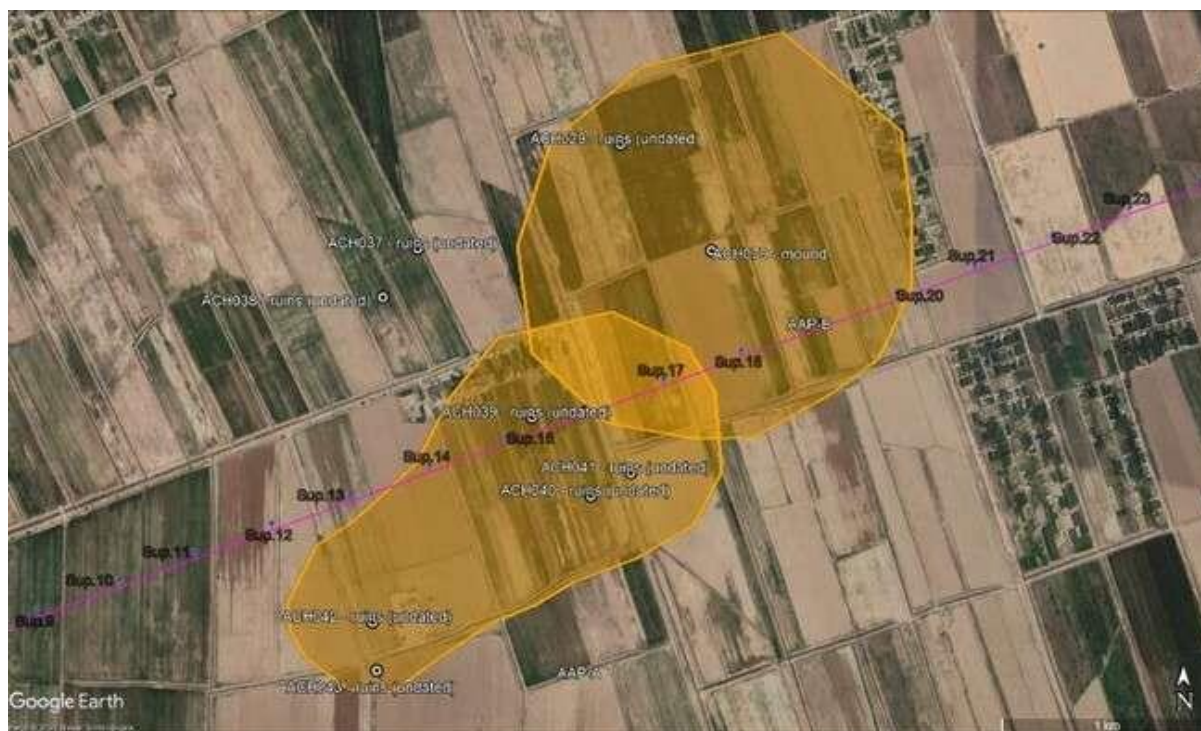 ACH029 - ruins (undated)
ACH037 - ruins (undated)
mound
Sup.23
Sup.22
Sup.21
ACH038 - ruins (undated)
Sup.20
AAP-B
Sup.18
Sup.17
ACH039 - ruins (undated)
Sup.15
Sup.14
ACH041 - ruins (undated)
ACH040 - ruins (undated)
Sup.13
Sup.12
Sup.11
Sup.10
Sup.9
ACH042 - ruins (undated)
AAP-A
ACH043 - ruins (undated)
Google Earth
N
1 km